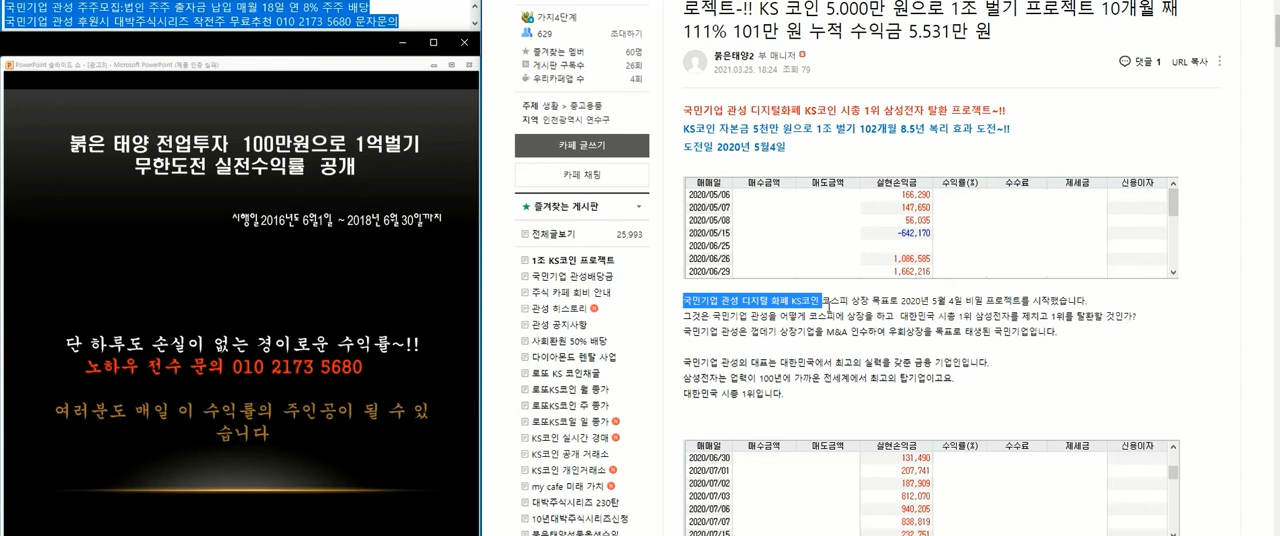 국민기업 관성 주주모집:법인 주주 출자금 납입 매월 18일 연 8% 주주 배당
국민기업 관성 후원시 대박주식시리즈 작전주 무료추천 010 2173 5680 문자문의
PowerPoint 슬라이드 쇼 - [광고3] - Microsoft PowerPoint (제품 인증 실패)
붉은 태양 전업투자 100만원으로 1억벌기
무한도전 실전수익률 공개
시행일2016년도 6월1일 ~ 2018년 6월 30일까지
단 하루도 손실이 없는 경이로운 수익률~!!
노하우 전수 문의 010 2173 5680
여러분도 매일 이 수익률의 주인공이 될 수 있
습니다
가지4단계
629 초대하기
즐겨찾는 멤버 60명
게시판 구독수 26회
우리카페앱 수 4회
주제 생활 > 중고용품
지역 인천광역시 연수구
카페 글쓰기
카페 채팅
즐겨찾는 게시판
전체글보기 25,993
1조 KS코인 프로젝트
국민기업 관성배당금
주식 카페 회비 안내
관성 히스토리
관성 공지사항
사회환원 50% 배당
다이아몬드 렌탈 사업
로또 KS 코인채굴
로또KS코인 월 종가
로또KS코인 주 종가
로또KS코일 일 종가
KS코인 실시간 경매
KS코인 공개 거래소
KS코인 개인거래소
my cafe 미래 가치
대박주식시리즈 230탄
10년대박주식시리즈신청
붉은태양선물옵션수익
로젝트-!! KS 코인 5.000만 원으로 1조 벌기 프로젝트 10개월 째
111% 101만 원 누적 수익금 5.531만 원
붉은태양2 부 매니저
2021.03.25. 18:24 조회 79
댓글 1 URL 복사
국민기업 관성 디지털화폐 KS코인 시총 1위 삼성전자 탈환 프로젝트~!!
KS코인 자본금 5천만 원으로 1조 벌기 102개월 8.5년 복리 효과 도전~!!
도전일 2020년 5월4일
매매일 매수금액 매도금액 실현손익금 수익률(%) 수수료 제세금 신용이자
2020/05/06 166,290
2020/05/07 147,650
2020/05/08 56,035
2020/05/15 -642,170
2020/06/25
2020/06/26 1,086,585
2020/06/29 1,662,216
국민기업 관성 디지털 화폐 KS코인 코스피 상장 목표로 2020년 5월 4일 비밀 프로젝트를 시작했습니다.
그것은 국민기업 관성을 어떻게 코스피에 상장을 하고 대한민국 시총 1위 삼성전자를 제치고 1위를 탈환할 것인가?
국민기업 관성은 껍데기 상장기업을 M&A 인수하여 우회상장을 목표로 태생된 국민기업입니다.
국민기업 관성의 대표는 대한민국에서 최고의 실력을 갖춘 금융 기업인입니다.
삼성전자는 업력이 100년에 가까운 전세계에서 최고의 탑기업이고요.
대한민국 시총 1위입니다.
매매일 매수금액 매도금액 실현손익금 수익률(%) 수수료 제세금 신용이자
2020/06/30 131,490
2020/07/01 207,741
2020/07/02 187,909
2020/07/03 812,070
2020/07/06 940,205
2020/07/07 838,819
2020/07/15 232,751